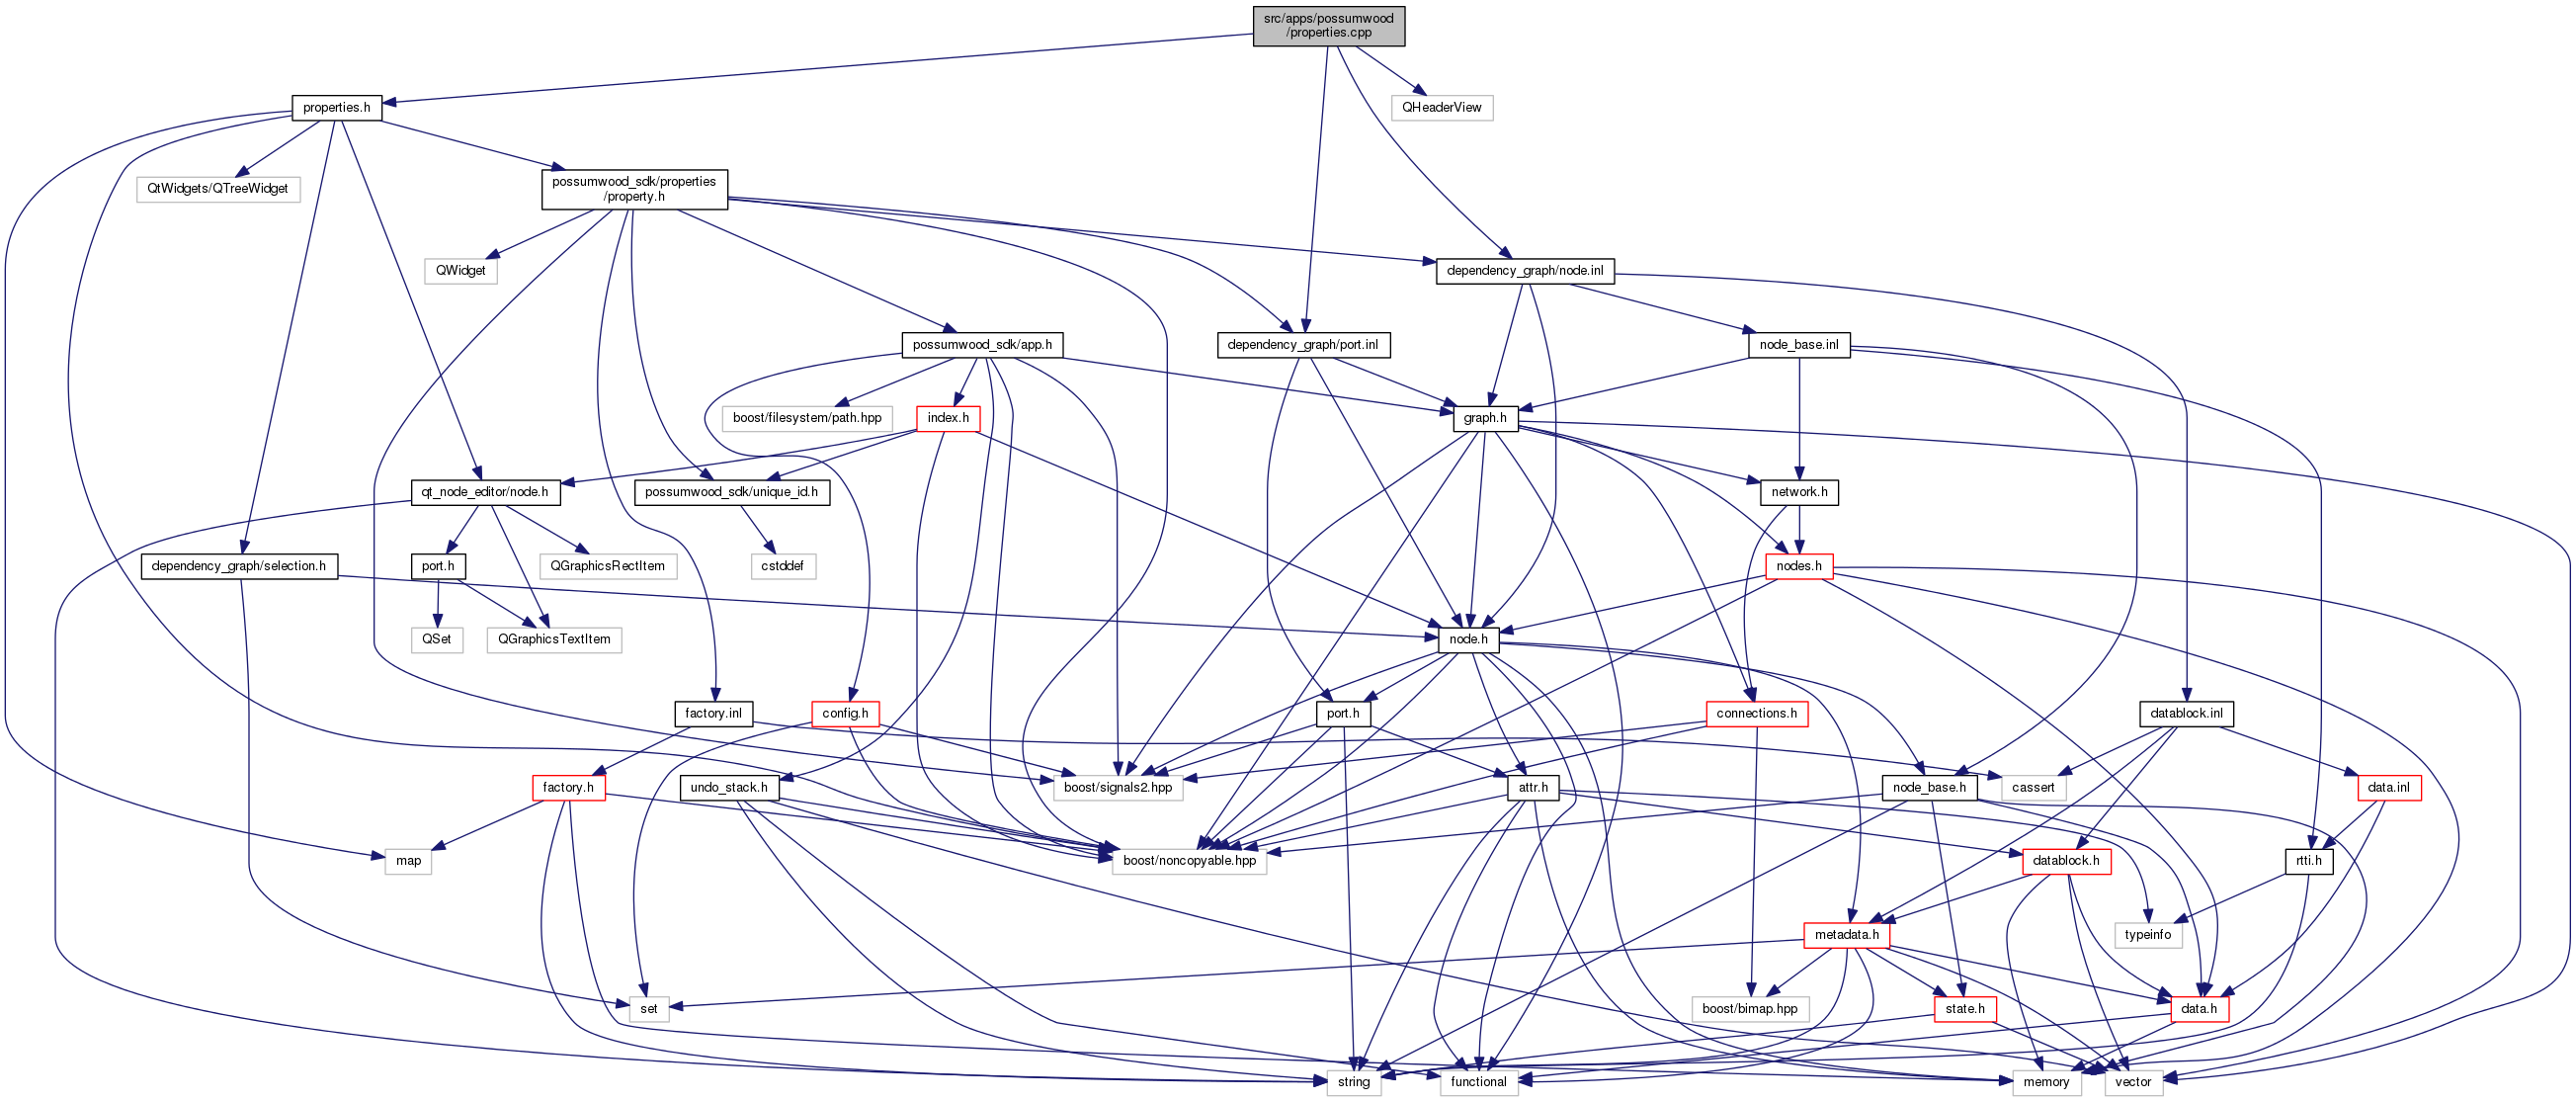 src/apps/possumwood
/properties.cpp
properties.h
QHeaderView
QtWidgets/QTreeWidget
possumwood_sdk/properties
/property.h
QWidget
dependency_graph/node.inl
possumwood_sdk/app.h
dependency_graph/port.inl
node_base.inl
boost/filesystem/path.hpp
index.h
graph.h
qt_node_editor/node.h
possumwood_sdk/unique_id.h
network.h
dependency_graph/selection.h
port.h
QGraphicsRectItem
cstddef
nodes.h
QSet
QGraphicsTextItem
node.h
factory.inl
config.h
port.h
connections.h
datablock.inl
factory.h
undo_stack.h
boost/signals2.hpp
attr.h
node_base.h
cassert
data.inl
map
boost/noncopyable.hpp
datablock.h
rtti.h
metadata.h
typeinfo
set
boost/bimap.hpp
state.h
data.h
string
functional
memory
vector